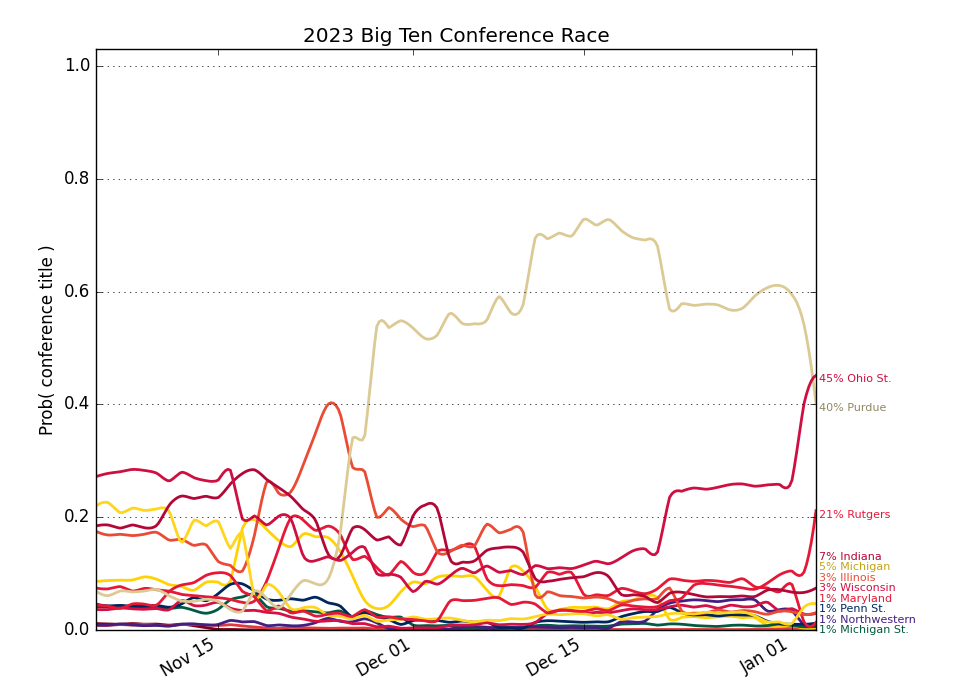 2023 Big Ten Conference Race
1.0
0.8
0.6
0.4
0.2
0.0
Prob( conference title )
45% Ohio St.
40% Purdue
21% Rutgers
7% Indiana
5% Michigan
3% Illinois
3% Wisconsin
1% Maryland
1% Penn St.
1% Northwestern
1% Michigan St.
Nov 15
Dec 01
Dec 15
Jan 01